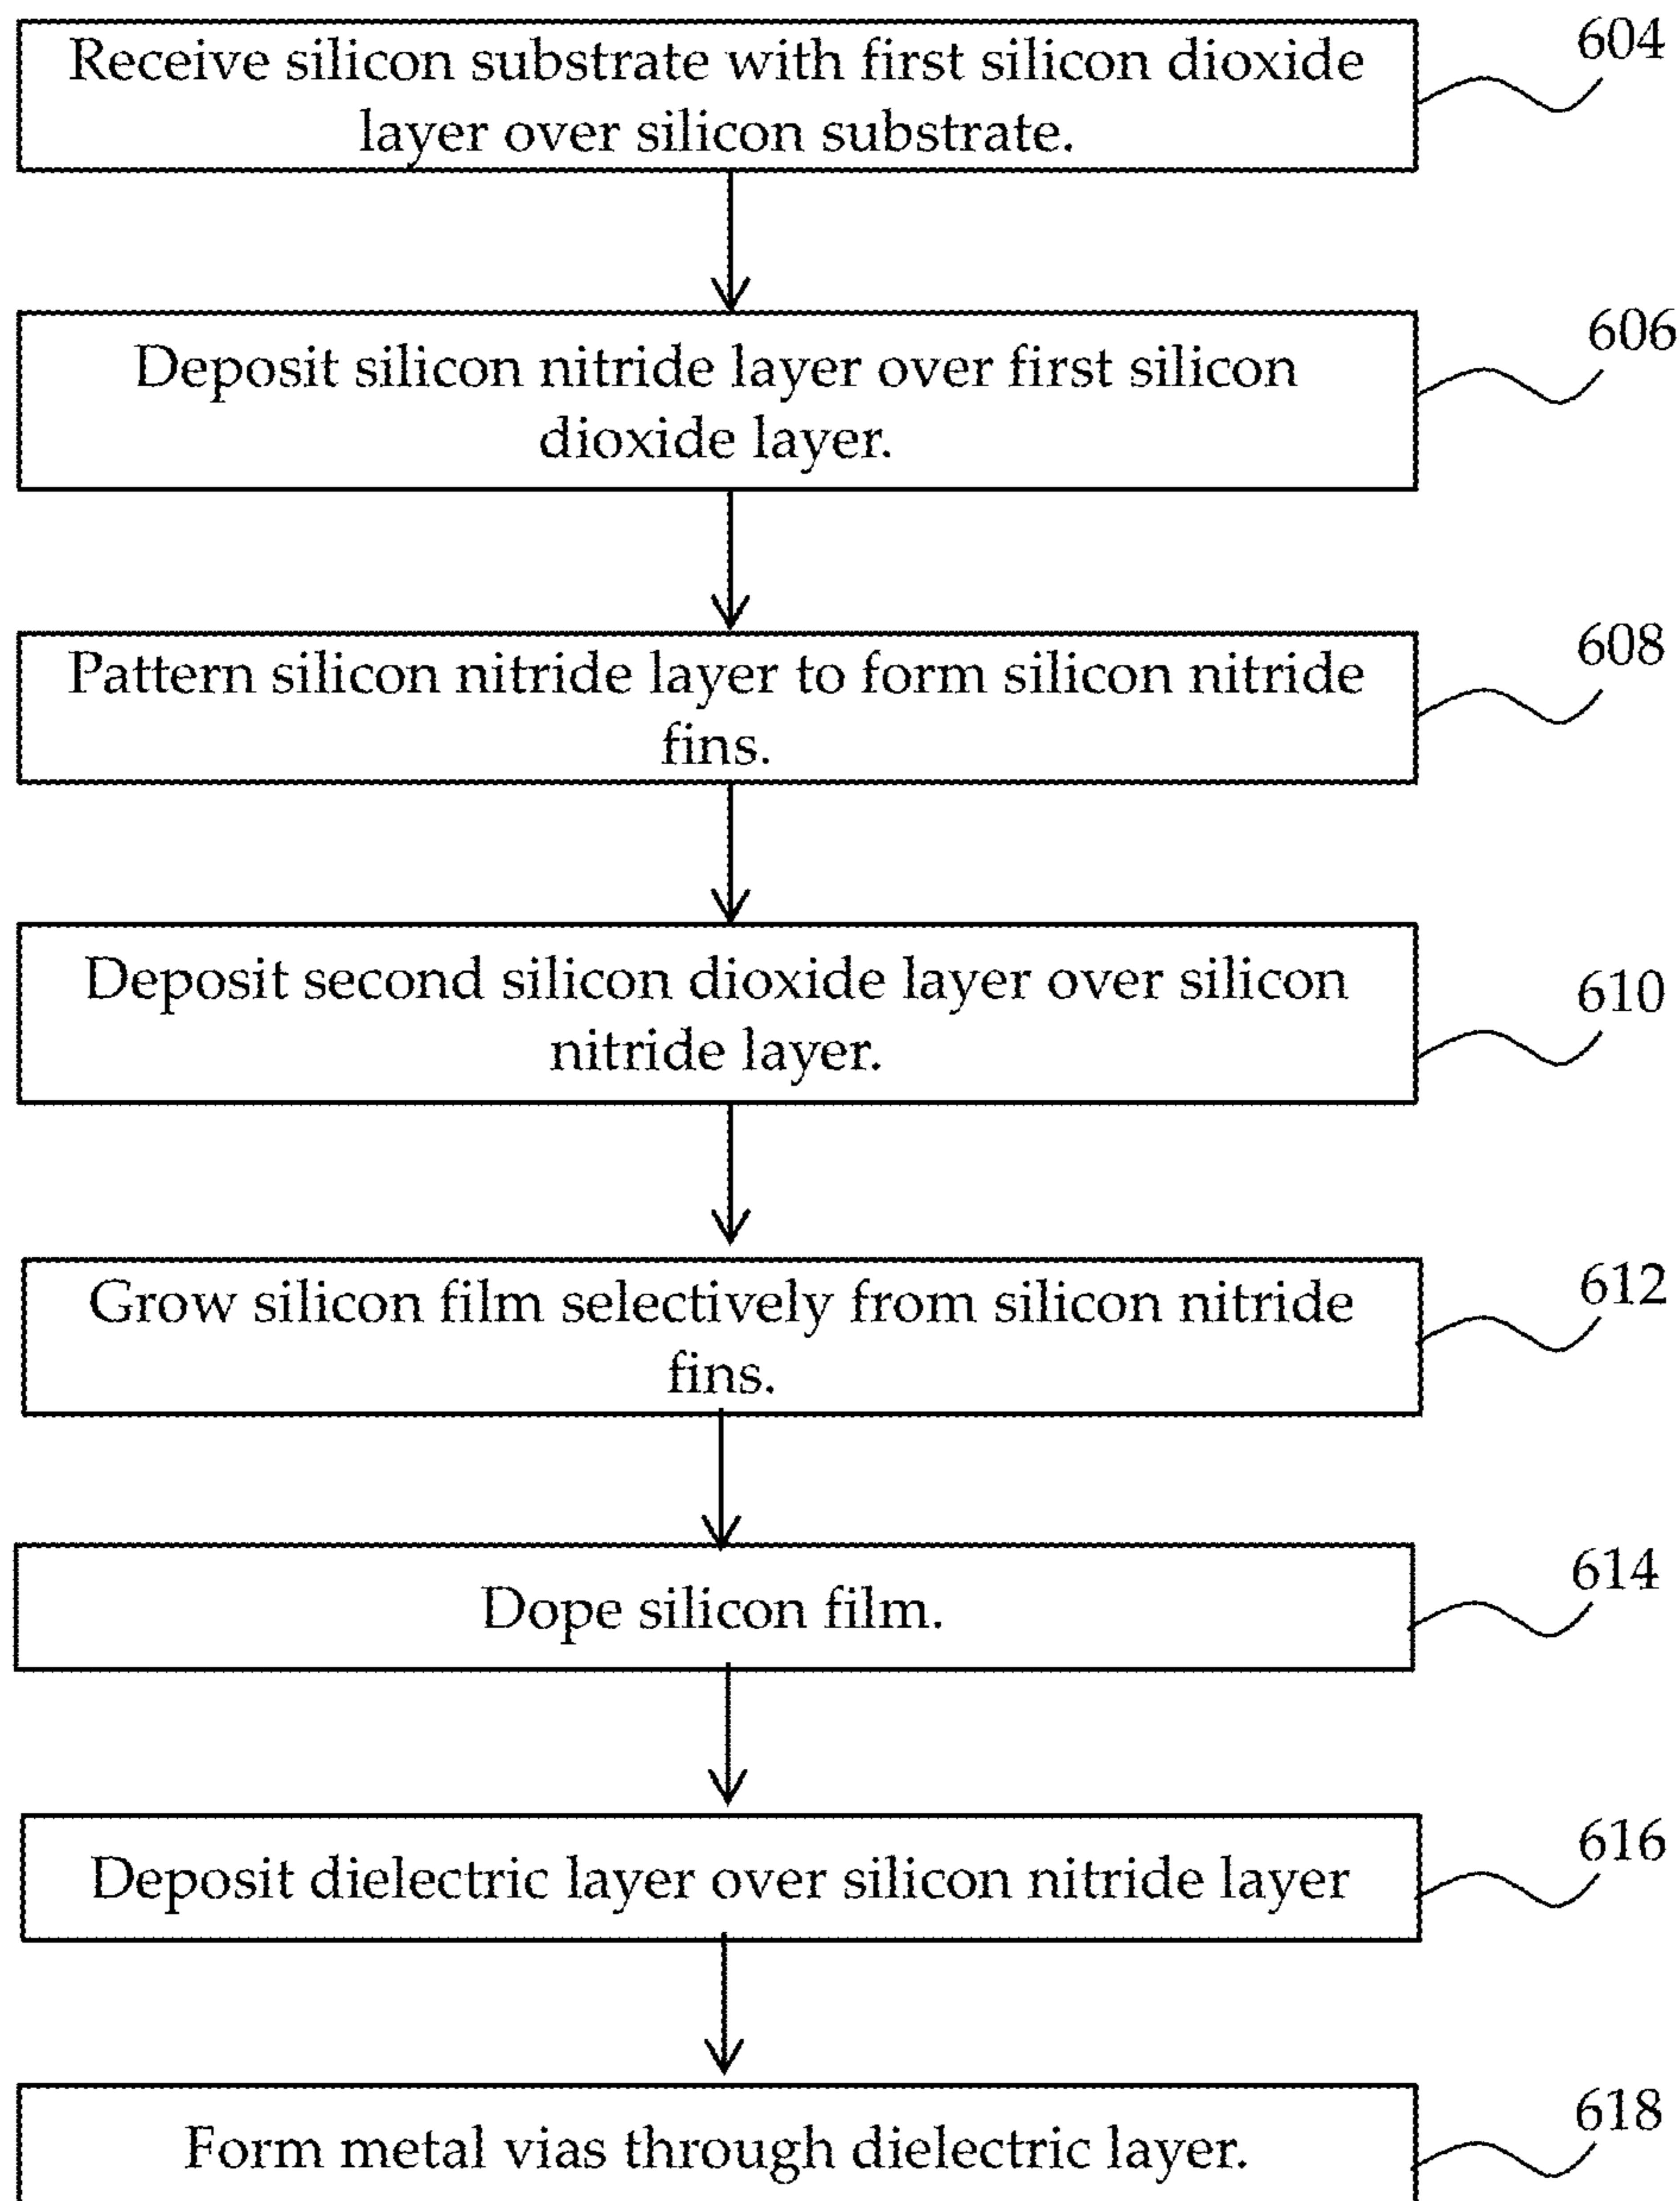 604
Receive silicon substrate with first silicon dioxide
layer over silicon substrate.
606
Deposit silicon nitride layer over first silicon
dioxide layer.
608
Pattern silicon nitride layer to form silicon nitride
fins.
610
Deposit second silicon dioxide layer over silicon
nitride layer.
612
Grow silicon film selectively from silicon nitride
fins.
614
Dope silicon film.
616
Deposit dielectric layer over silicon nitride layer
618
Form metal vias through dielectric layer.